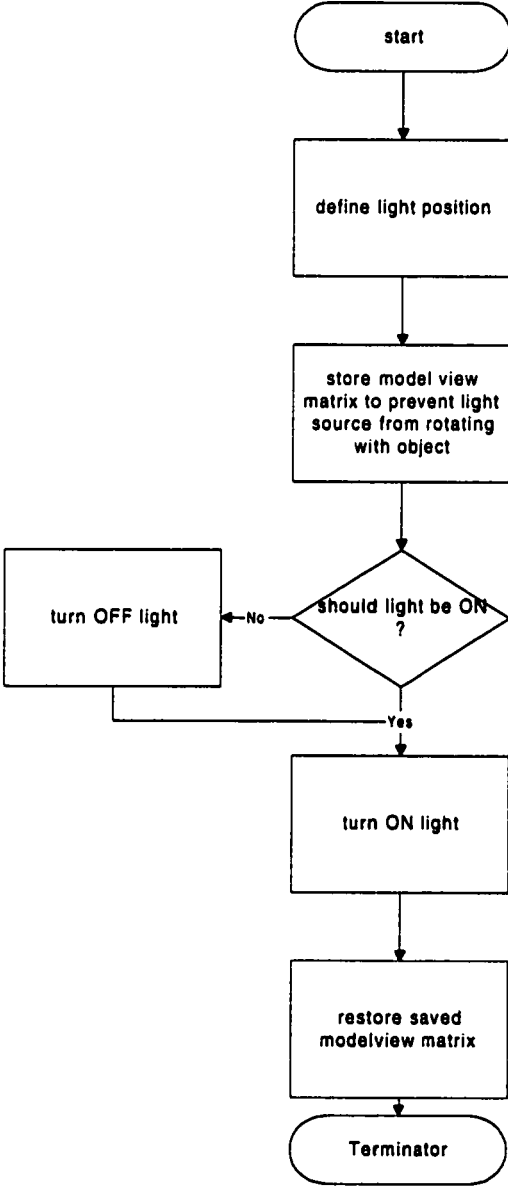 start
define light position
store model view
matrix to prevent light
source from rotating
with object
should light be ON
?
No
turn OFF light
Yes
turn ON light
restore saved
modelview matrix
Terminator